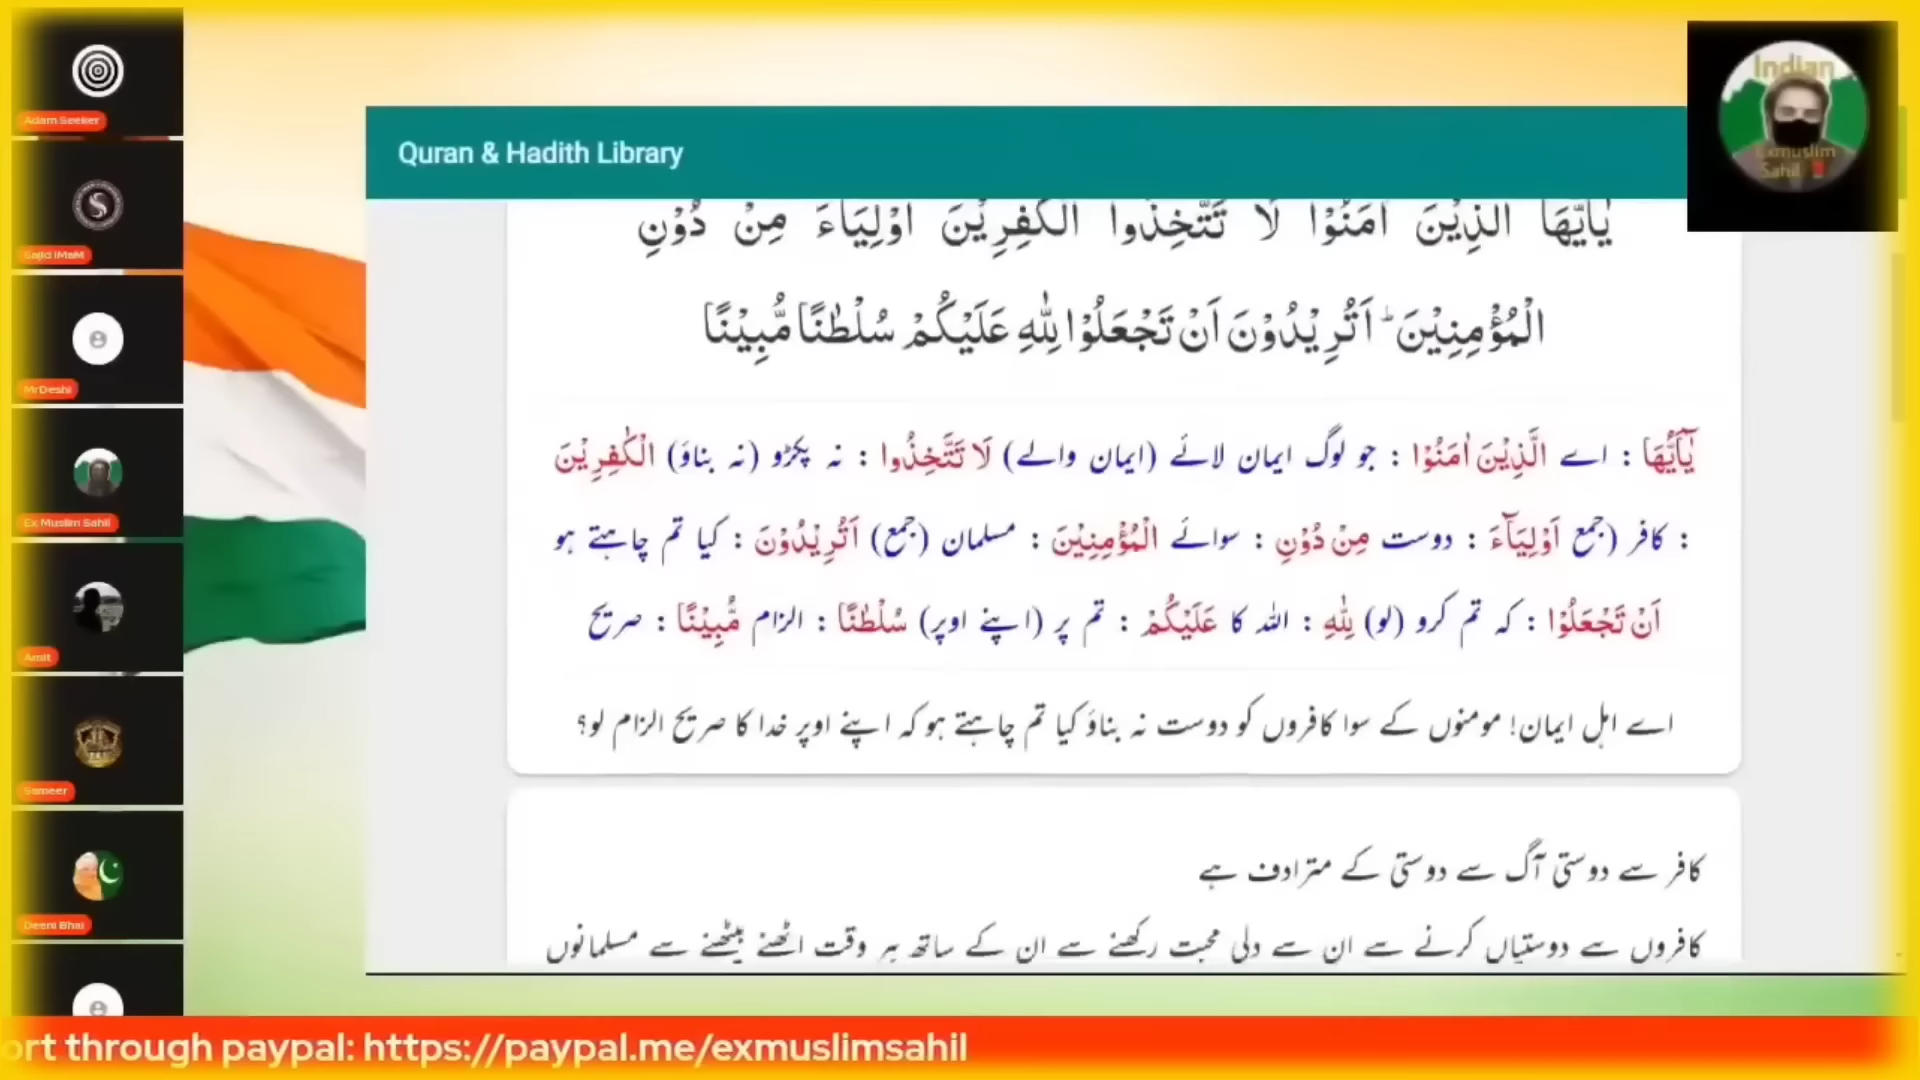 Adam Seeker
Sajid IMaM
MrDeshi
Ex Muslim Sahil
Amit
Sameer
Deeni Bhai
Indian
Exmuslim
Sahil
Quran & Hadith Library
يٰۤاَيُّهَا الَّذِيْنَ اٰمَنُوْا لَا تَتَّخِذُوا الْكٰفِرِيْنَ اَوْلِيَآءَ مِنْ دُوْنِ
الْمُؤْمِنِيْنَ ؕ اَتُرِيْدُوْنَ اَنْ تَجْعَلُوْا لِلّٰهِ عَلَيْكُمْ سُلْطٰنًا مُّبِيْنًا
يٰٓاَيُّھَا : اے الَّذِيْنَ اٰمَنُوْا : جو لوگ ایمان لائے (ایمان والے) لَا تَتَّخِذُوا : نہ پکڑو (نہ بناؤ) الْكٰفِرِيْنَ
: کافر (جمع اَوْلِيَآءَ : دوست مِنْ دُوْنِ : سوائے الْمُؤْمِنِيْنَ : مسلمان (جمع) اَتُرِيْدُوْنَ : کیا تم چاہتے ہو
اَنْ تَجْعَلُوْا : کہ تم کرو (لو) لِلّٰهِ : اللہ کا عَلَيْكُمْ : تم پر (اپنے اوپر) سُلْطٰنًا : الزام مُّبِيْنًا : صریح
اے اہل ایمان! مومنوں کے سوا کافروں کو دوست نہ بناؤ کیا تم چاہتے ہو کہ اپنے اوپر خدا کا صریح الزام لو؟
کافر سے دوستی آگ سے دوستی کے مترادف ہے
کافروں سے دوستیاں کرنے سے ان سے دلی محبت رکھنے سے ان کے ساتھ ہر وقت اٹھنے بیٹھنے سے مسلمانوں
ort through paypal: https://paypal.me/exmuslimsahil